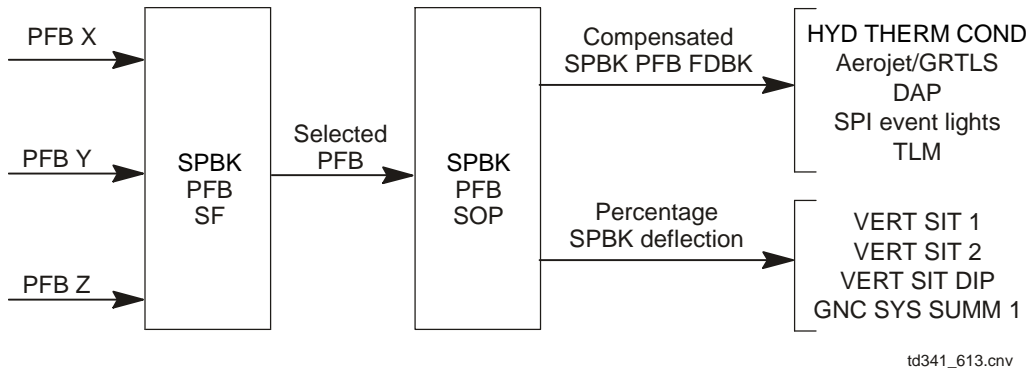 PFB X
PFB Y
PFB Z
SPBK
PFB
SF
Selected
PFB
SPBK
PFB
SOP
Compensated
SPBK PFB FDBK
HYD THERM COND
Aerojet/GRTLS
DAP
SPI event lights
TLM
Percentage
SPBK deflection
VERT SIT 1
VERT SIT 2
VERT SIT DIP
GNC SYS SUMM 1
td341_613.cnv